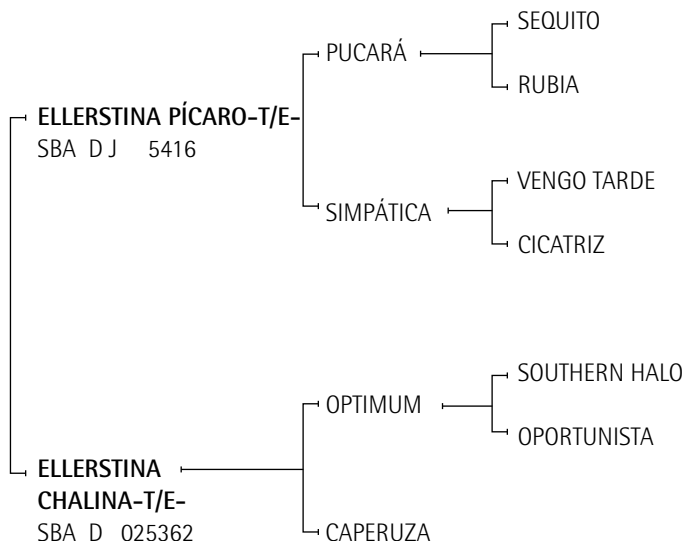 SEQUITO
PUCARÁ
RUBIA
ELLERSTINA PÍCARO-T/E-
SBA D J 5416
VENGO TARDE
SIMPÁTICA
CICATRIZ
SOUTHERN HALO
OPTIMUM
OPORTUNISTA
ELLERSTINA
CHALINA-T/E-
SBA D 025362
CAPERUZA